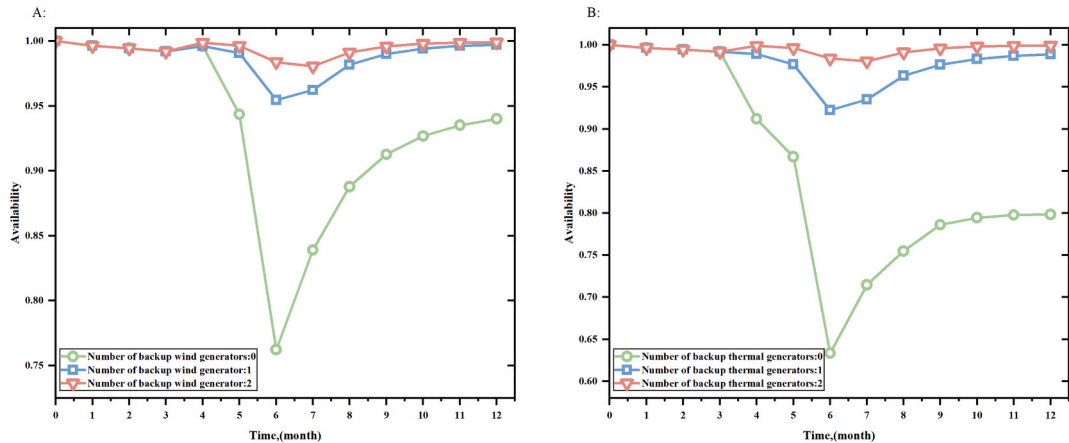 A:
1.00
0.95
0.90
0.85
0.80
0.75
Availability
Number of backup wind generators:0
Number of backup wind generator:1
Number of backup wind generator:2
0 1 2 3 4 5 6 7 8 9 10 11 12
Time,(month)
B:
1.00
0.95
0.90
0.85
0.80
0.75
0.70
0.65
0.60
Availability
Number of backup thermal generators:0
Number of backup thermal generators:1
Number of backup thermal generators:2
0 1 2 3 4 5 6 7 8 9 10 11 12
Time,(month)